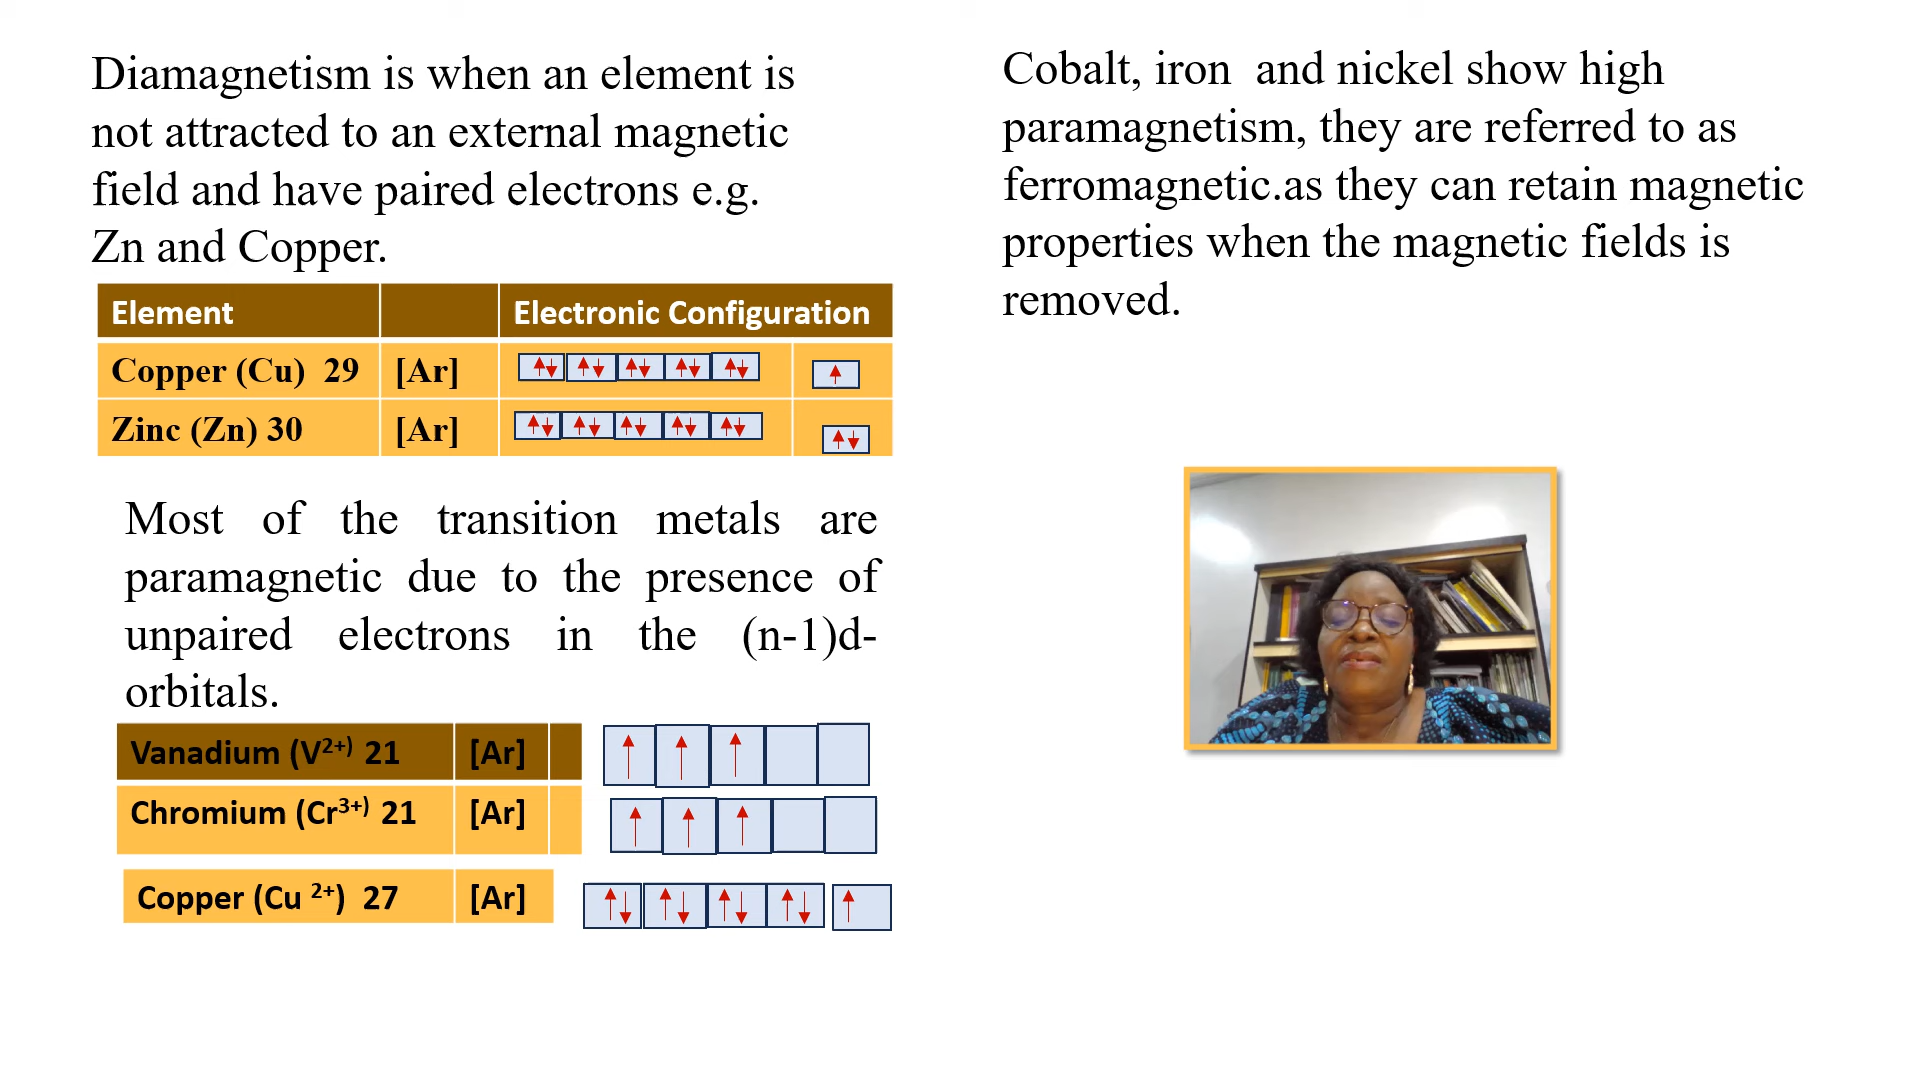 Diamagnetism is when an element is
not attracted to an external magnetic
field and have paired electrons e.g.
Zn and Copper.
Element Electronic Configuration
Copper (Cu) 29 [Ar]
Zinc (Zn) 30 [Ar]
Most of the transition metals are
paramagnetic due to the presence of
unpaired electrons in the (n-1)d-
orbitals.
Vanadium (V²⁺⁾ 21 [Ar]
Chromium (Cr³⁺⁾ 21 [Ar]
Copper (Cu ²⁺) 27 [Ar]
Cobalt, iron and nickel show high
paramagnetism, they are referred to as
ferromagnetic.as they can retain magnetic
properties when the magnetic fields is
removed.